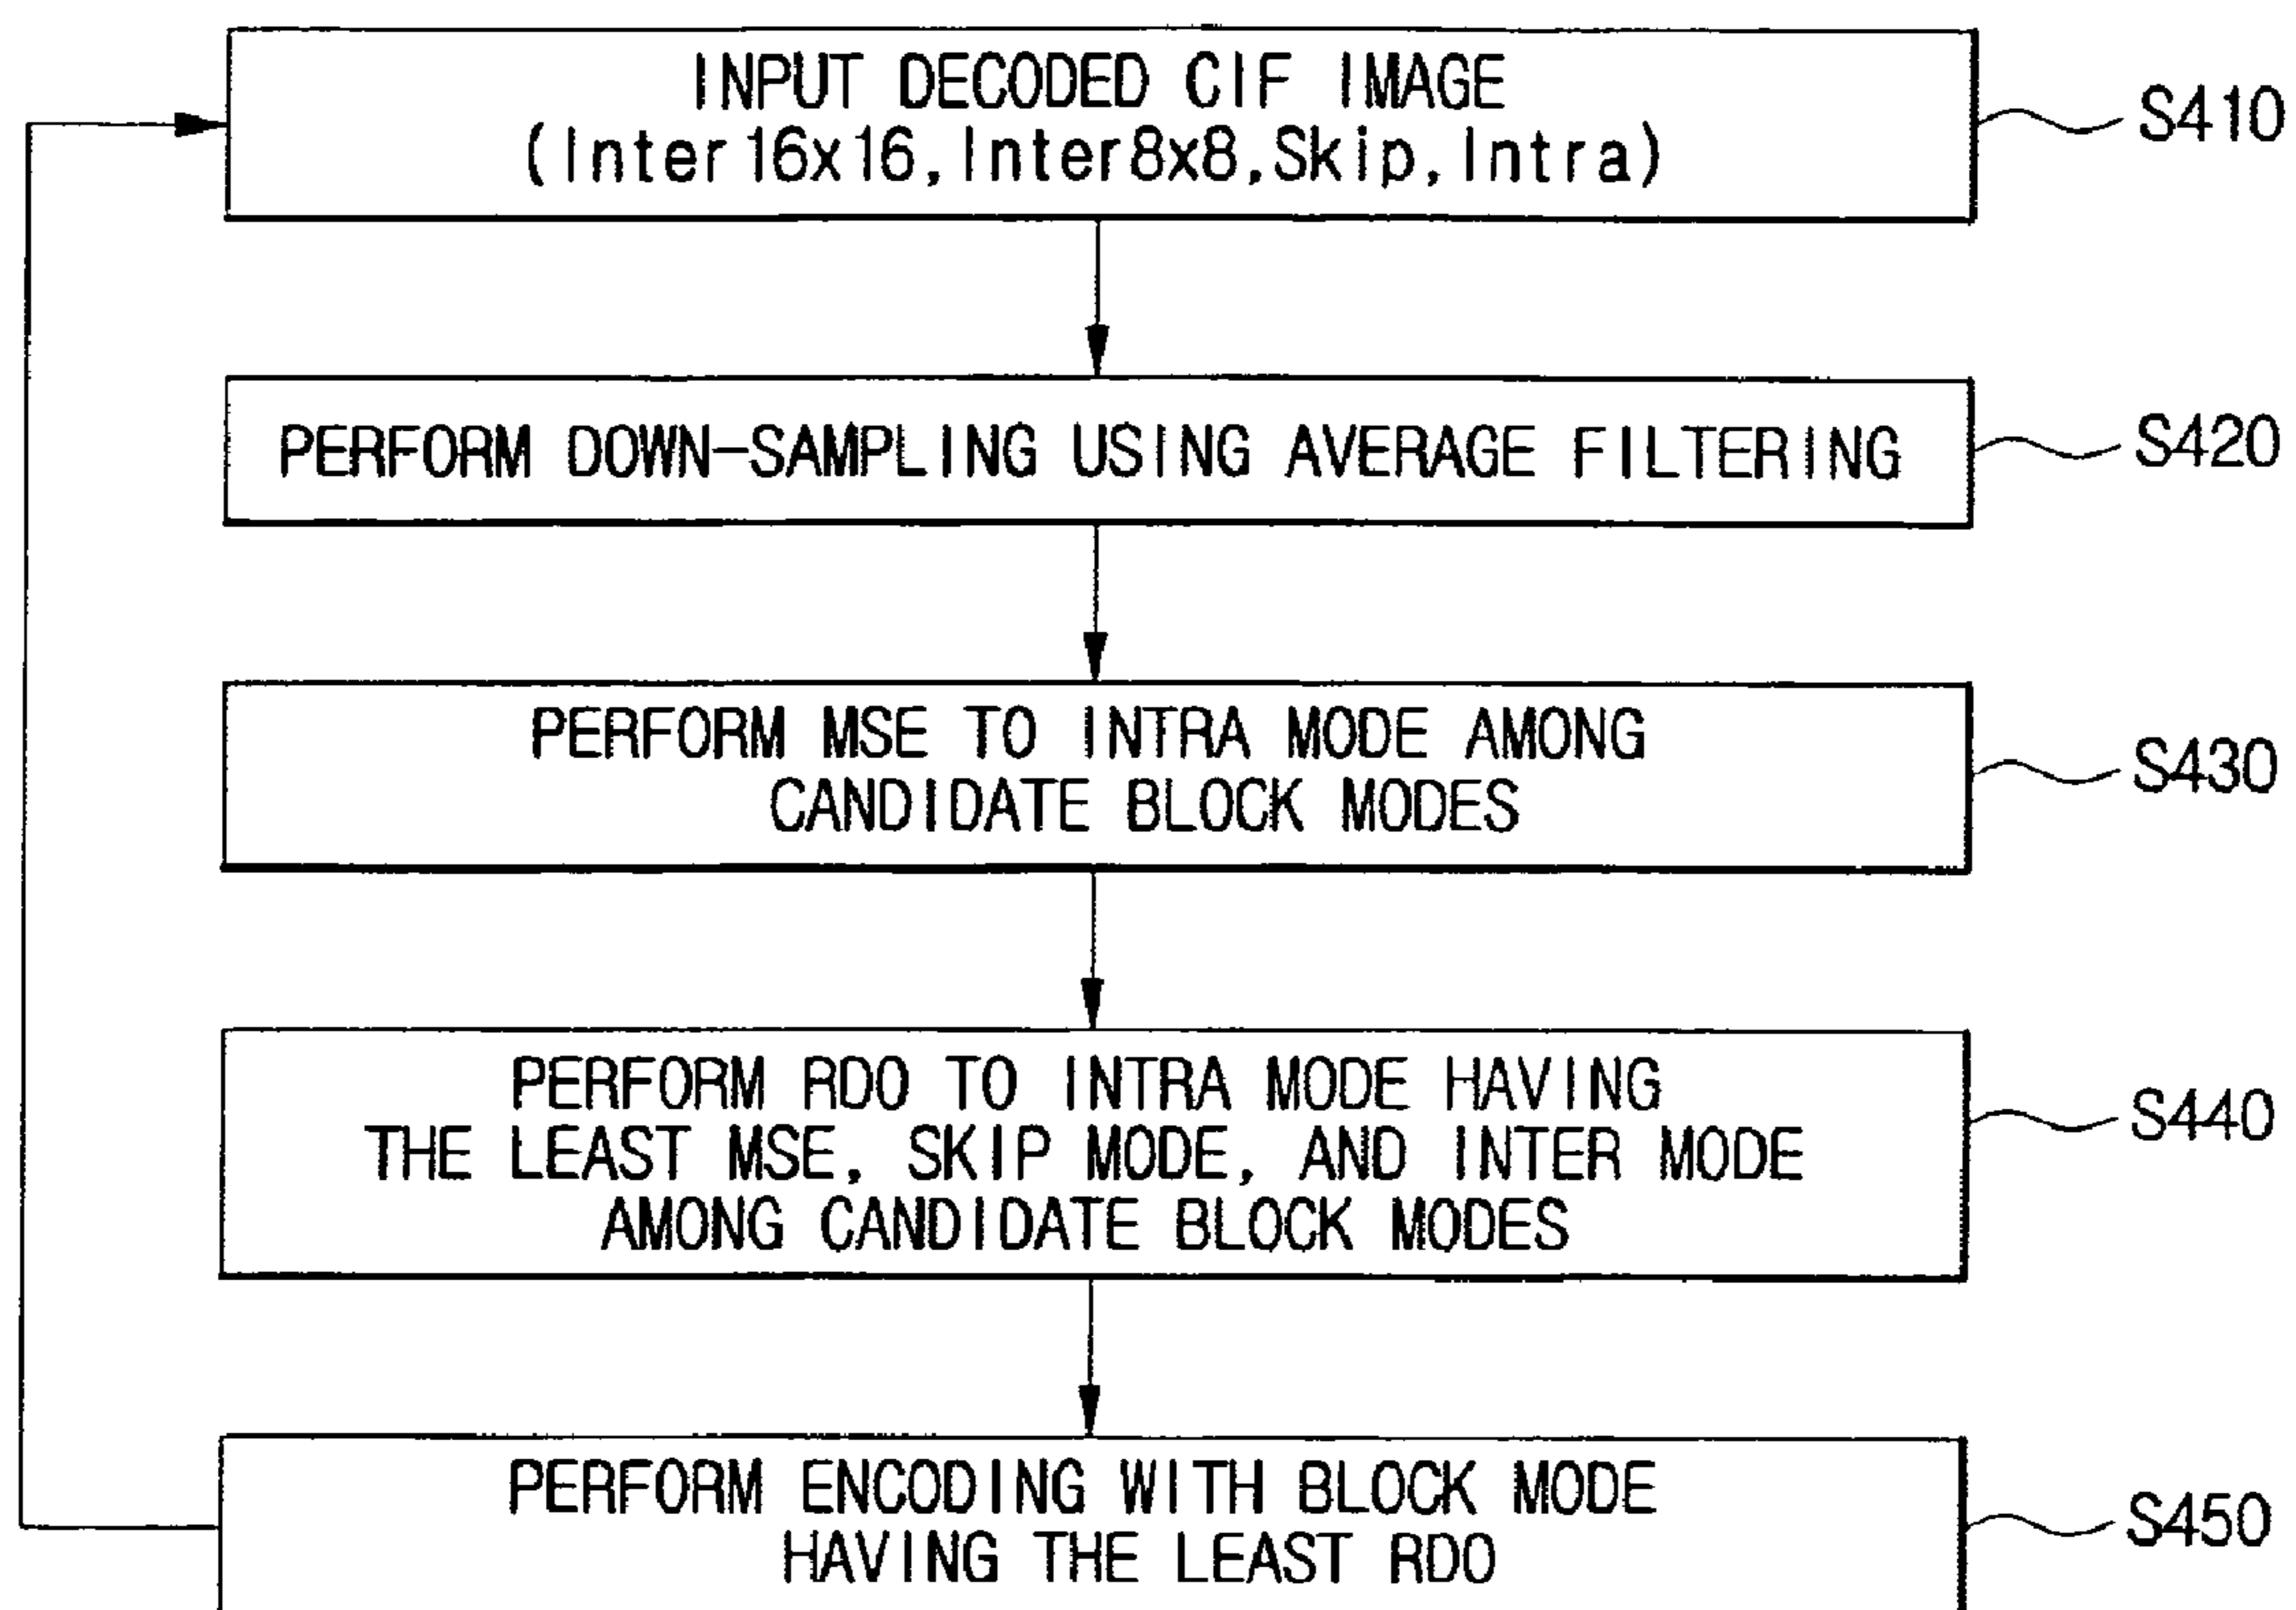 INPUT DECODED CIF IMAGE
(Inter16x16,Inter8x8,Skip,Intra)
S410
PERFORM DOWN-SAMPLING USING AVERAGE FILTERING
S420
PERFORM MSE TO INTRA MODE AMONG
CANDIDATE BLOCK MODES
S430
PERFORM RDO TO INTRA MODE HAVING
THE LEAST MSE, SKIP MODE, AND INTER MODE
AMONG CANDIDATE BLOCK MODES
S440
PERFORM ENCODING WITH BLOCK MODE
HAVING THE LEAST RDO
S450